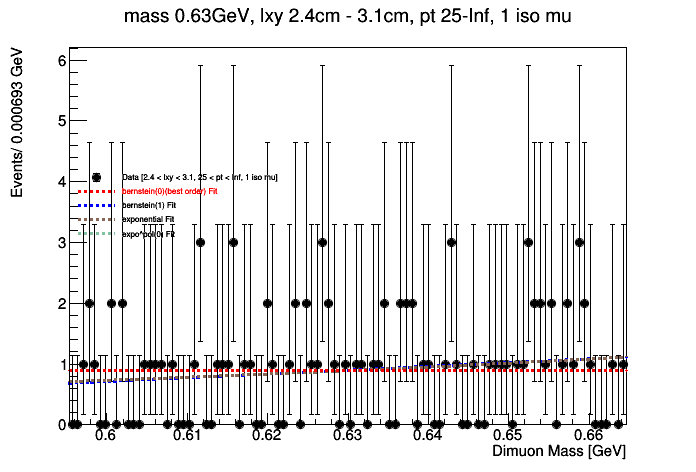 mass 0.63GeV, lxy 2.4cm - 3.1cm, pt 25-Inf, 1 iso mu
Events/ 0.000693 GeV
6
5
4
3
2
1
0
Data [2.4 < lxy < 3.1, 25 < pt < Inf, 1 iso mu]
bernstein(0)(best order) Fit
bernstein(1) Fit
exponential Fit
expo*pol(0) Fit
0.6 0.61 0.62 0.63 0.64 0.65 0.66
Dimuon Mass [GeV]